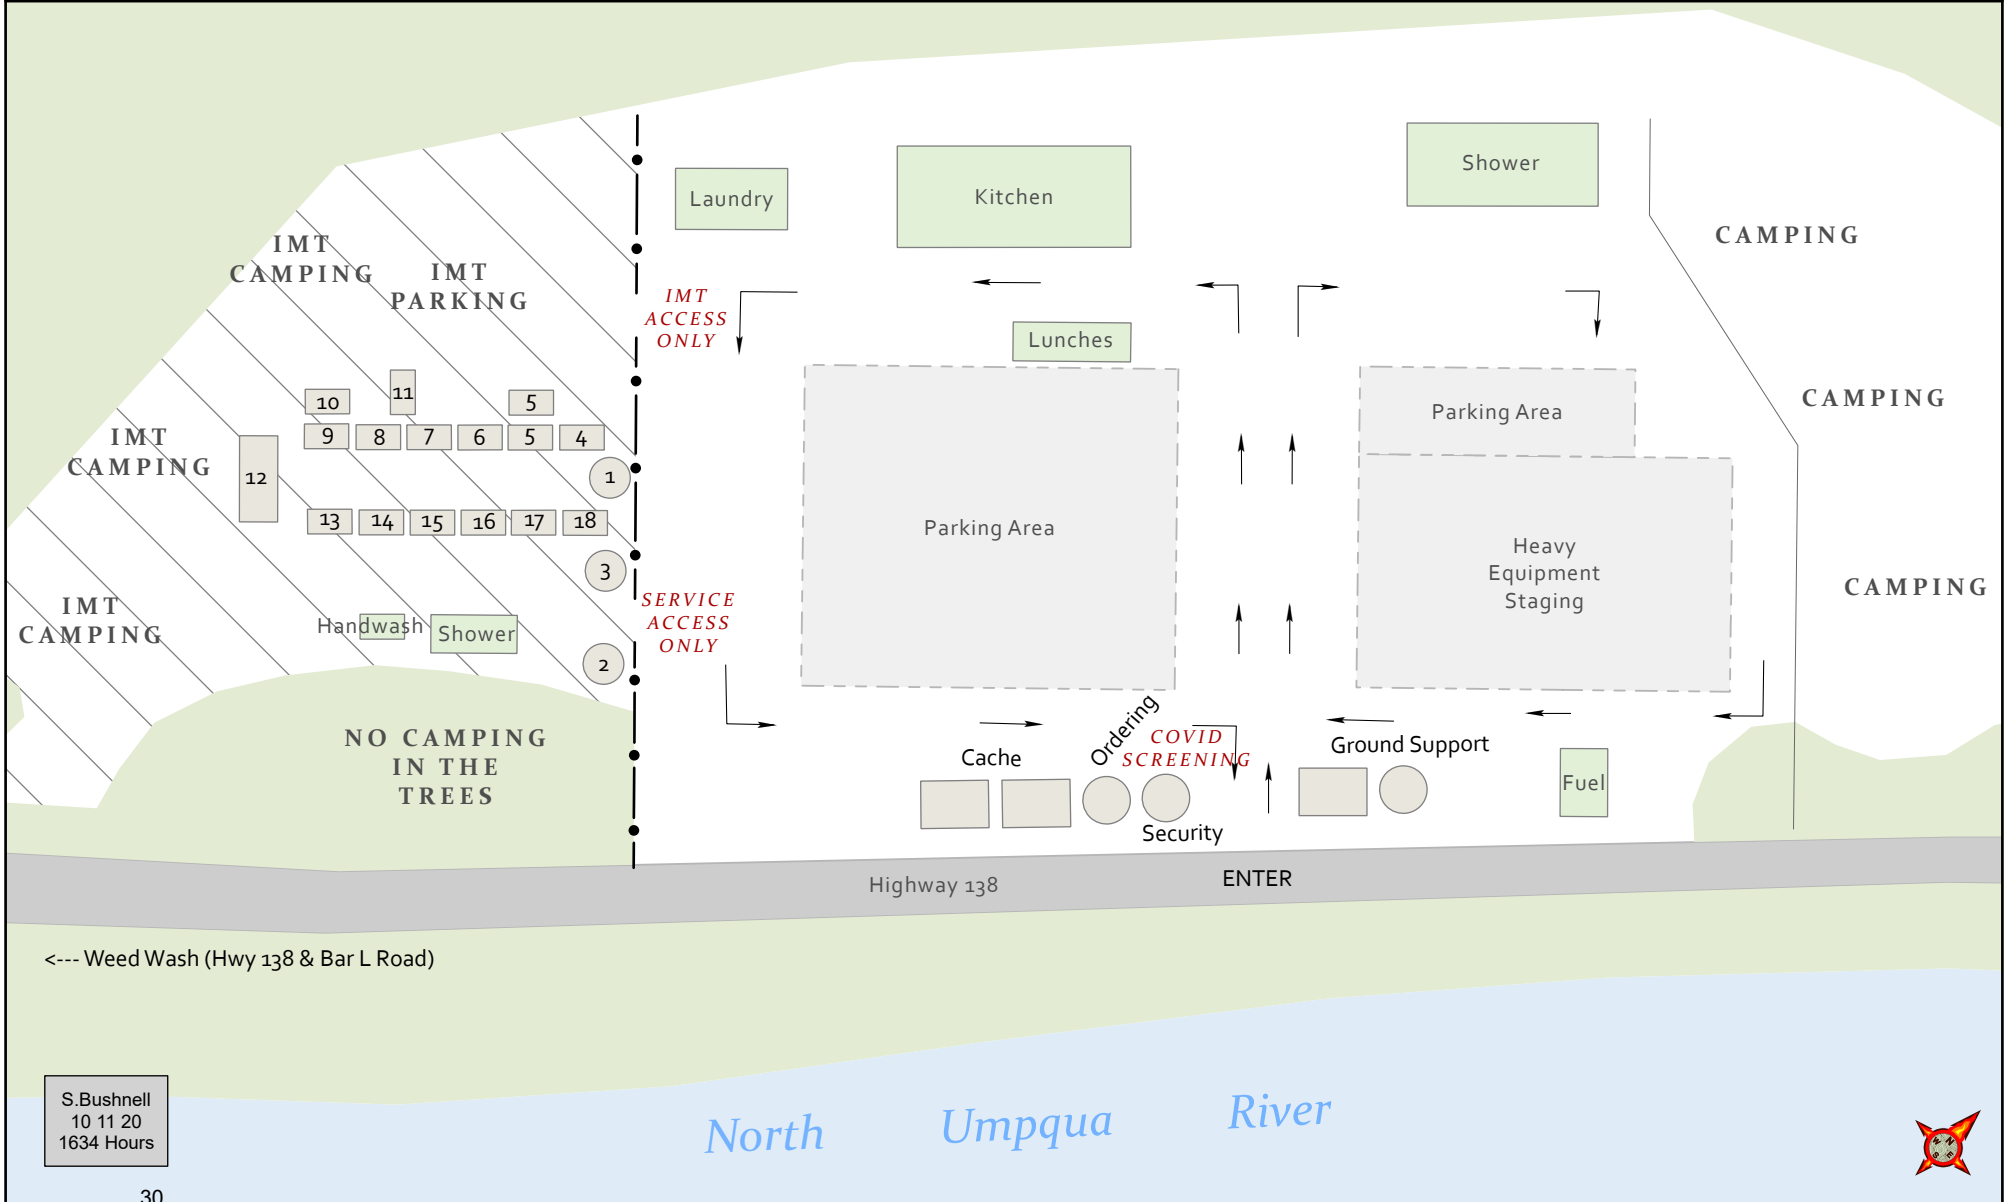 Laundry
Kitchen
Shower
CAMPING
CAMPING
CAMPING
IMT
CAMPING
IMT
PARKING
IMT
ACCESS
ONLY
Lunches
Parking Area
Parking Area
Heavy
Equipment
Staging
10
11
5
9
8
7
6
5
4
IMT
CAMPING
12
1
13
14
15
16
17
18
3
IMT
CAMPING
Handwash
Shower
2
SERVICE
ACCESS
ONLY
NO CAMPING
IN THE
TREES
Cache
Ordering
COVID
SCREENING
Security
Ground Support
Fuel
Highway 138
ENTER
<--- Weed Wash (Hwy 138 & Bar L Road)
S.Bushnell
10 11 20
1634 Hours
North Umpqua River
N
W
E
S
30